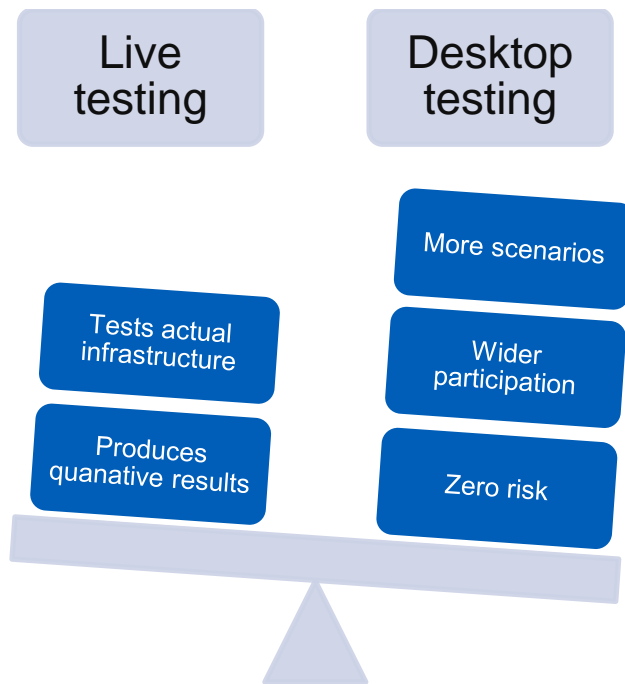 Live
testing
Desktop
testing
More scenarios
Tests actual
infrastructure
Wider
participation
Produces
quanative results
Zero risk